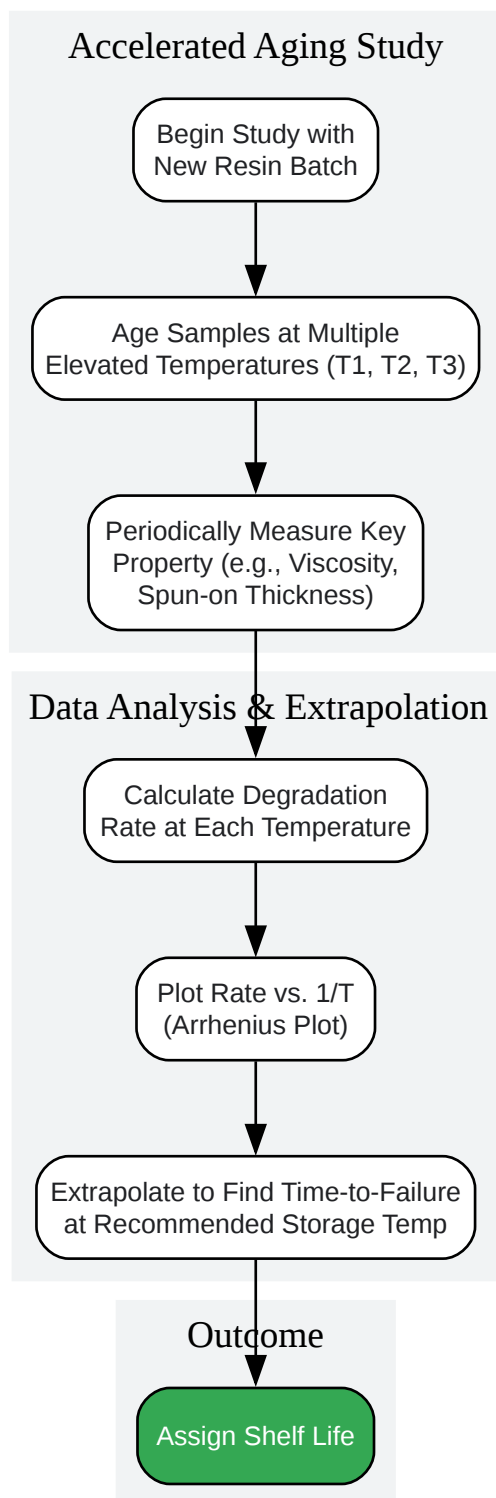 Accelerated Aging Study
Begin Study with
New Resin Batch
Age Samples at Multiple
Elevated Temperatures (T1, T2, T3)
Periodically Measure Key
Property (e.g., Viscosity,
Spun-on Thickness)
Data Analysis & Extrapolation
Calculate Degradation
Rate at Each Temperature
Plot Rate vs. 1/T
(Arrhenius Plot)
Extrapolate to Find Time-to-Failure
at Recommended Storage Temp
Outcome
Assign Shelf Life